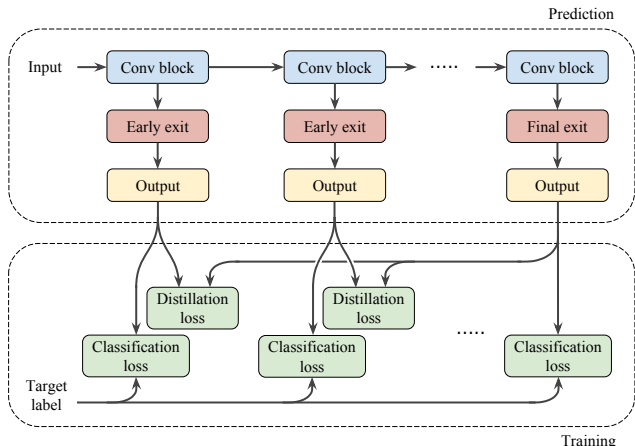 Prediction
Input
Conv block
Conv block
.....
Conv block
Early exit
Early exit
Final exit
Output
Output
Output
Distillation
loss
Distillation
loss
.....
Classification
loss
Classification
loss
Classification
loss
Target
label
Training